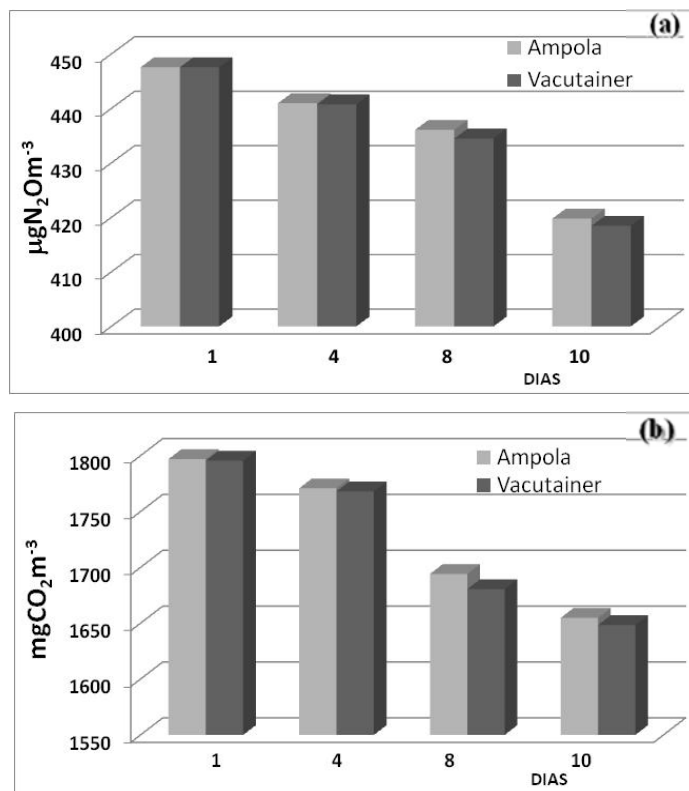 (a)
Ampola
Vacutainer
450
440
430
420
410
400
µgN₂Om⁻³
1 4 8 10
DIAS
(b)
Ampola
Vacutainer
1800
1750
1700
1650
1600
1550
mgCO₂m⁻³
1 4 8 10
DIAS